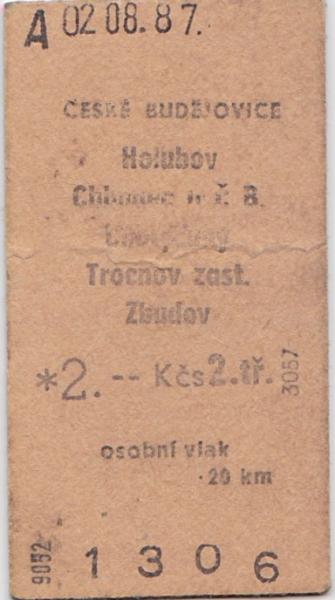 A 02 08. 87.
ČESKÉ BUDĚJOVICE
Holubov
B.
Trocnov zast.
Zbudov
*2.-- Kčs 2.tř.
3057
osobní vlak
20 km
9052
1306